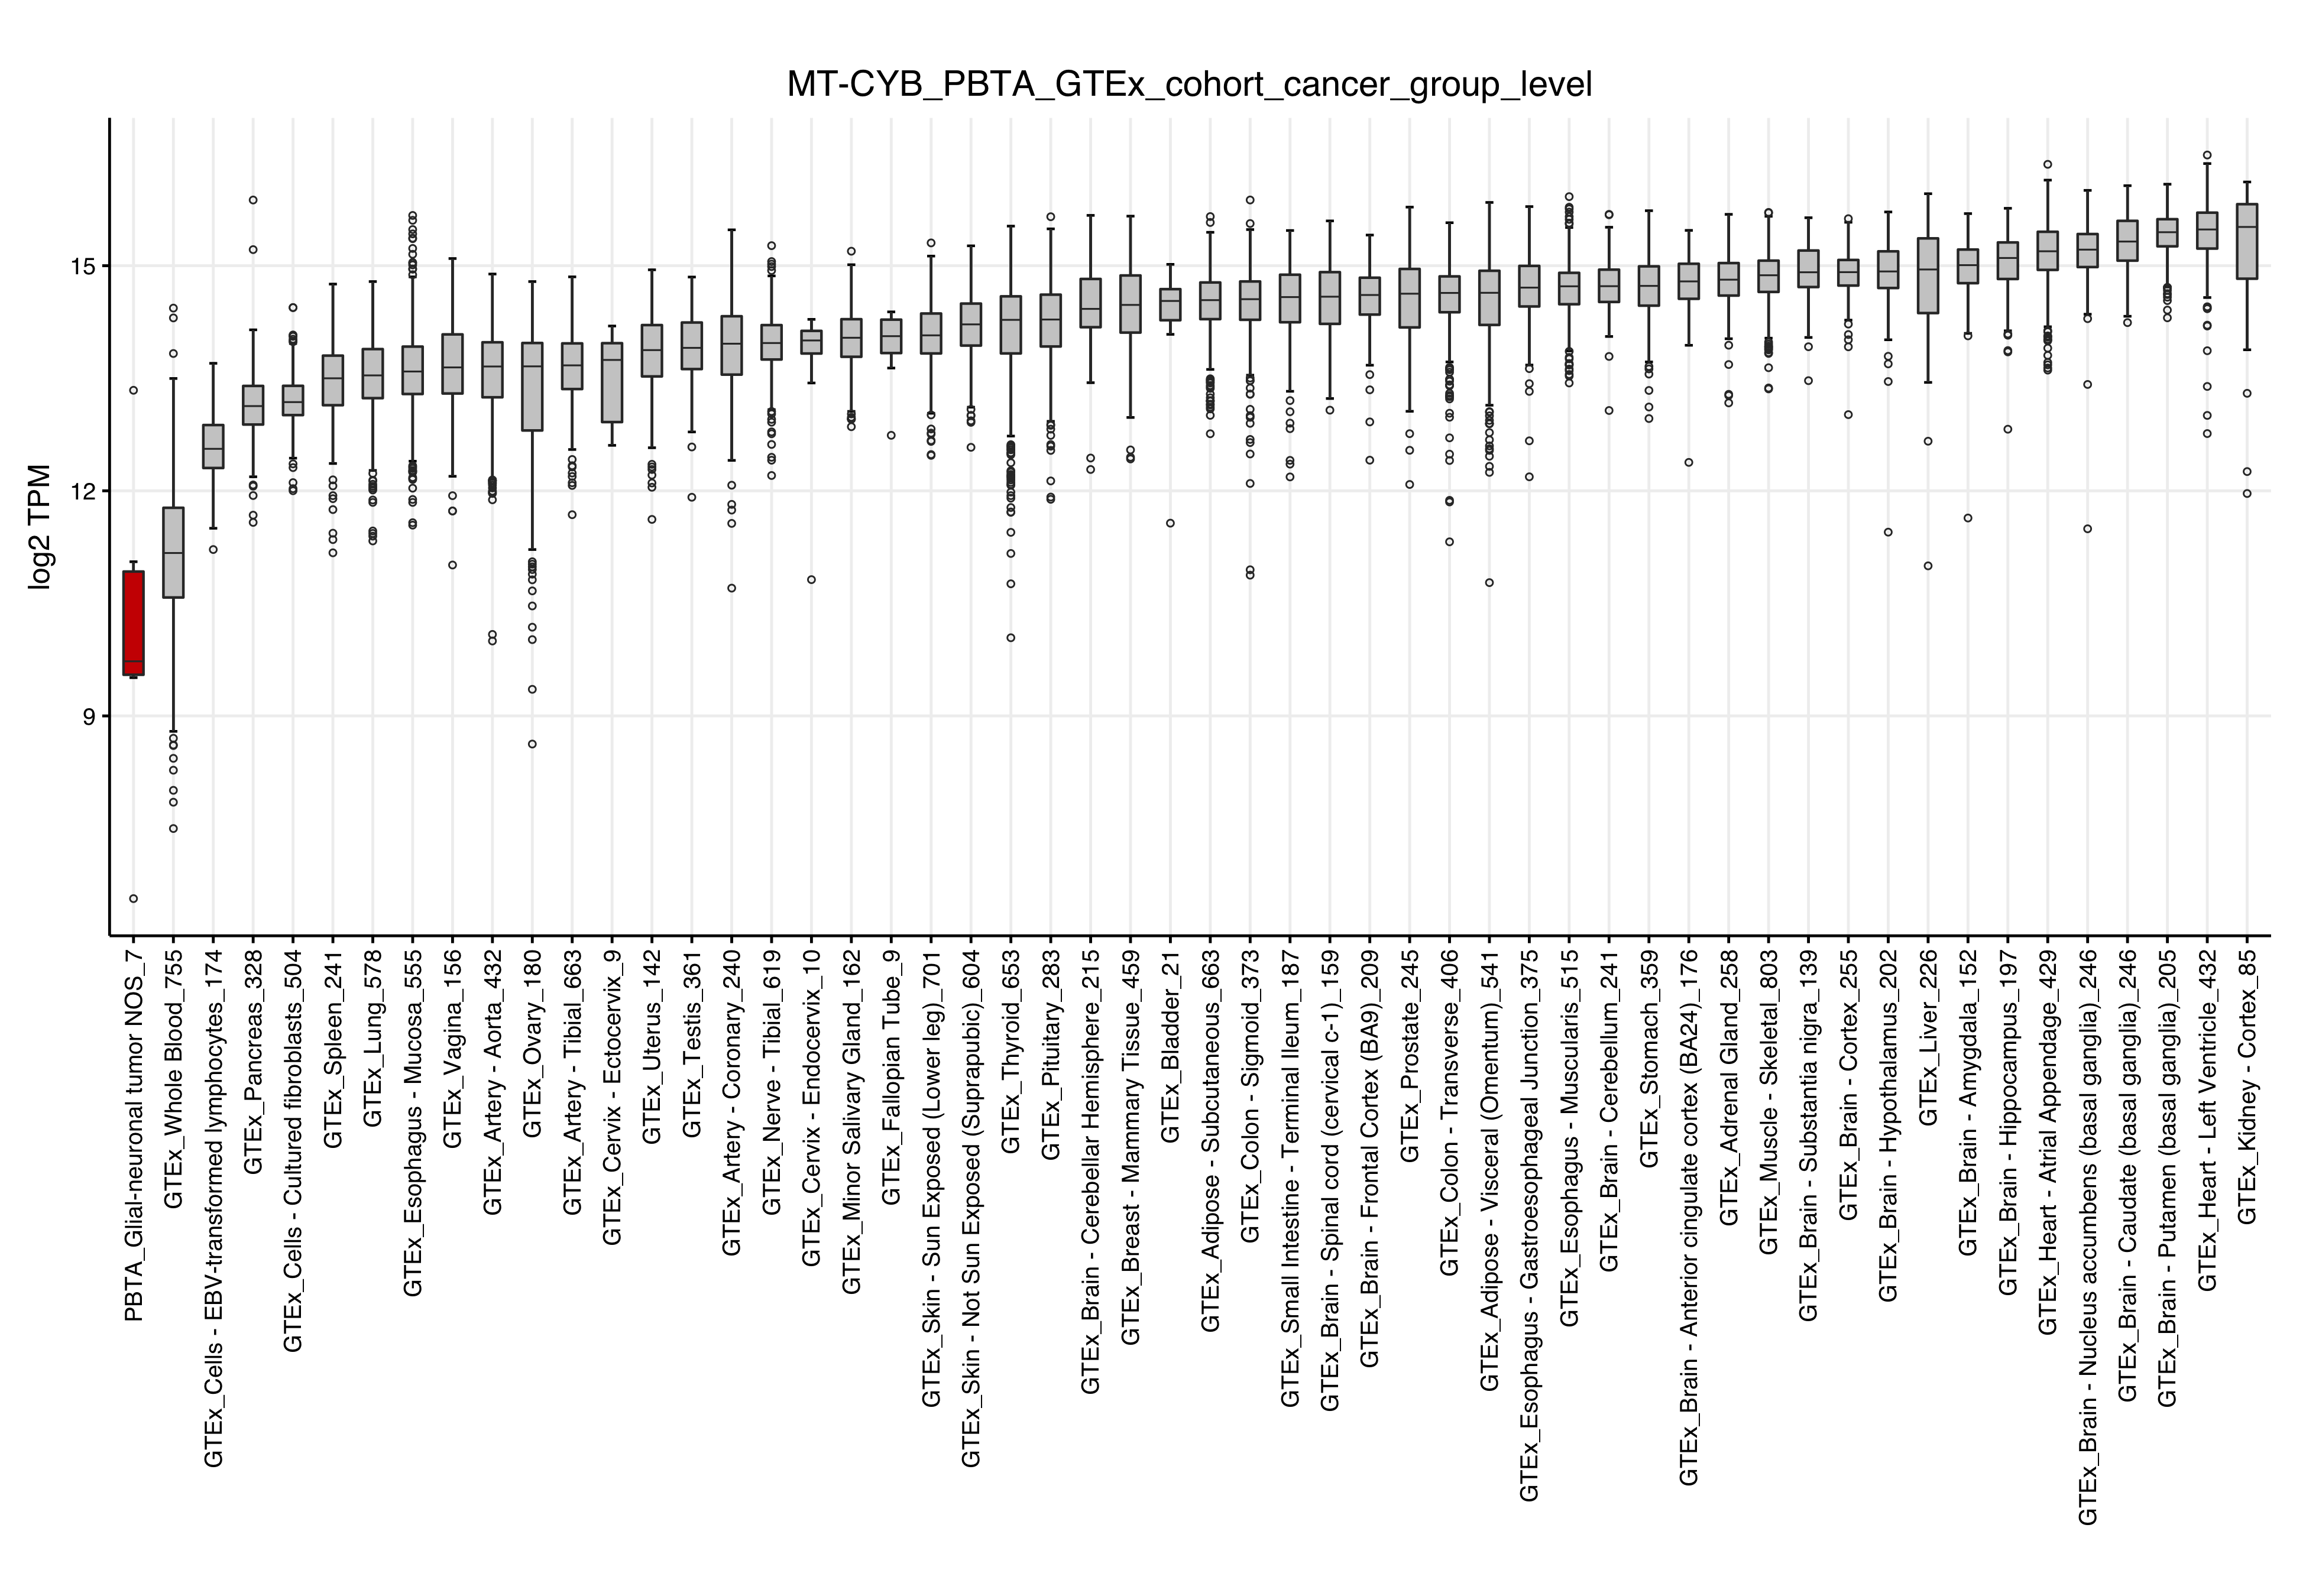 MT-CYB_PBTA_GTEx_cohort_cancer_group_level
log2 TPM
15
12
9
PBTA_Glial-neuronal tumor NOS_7
GTEx_Whole Blood_755
GTEx_Cells - EBV-transformed lymphocytes_174
GTEx_Pancreas_328
GTEx_Cells - Cultured fibroblasts_504
GTEx_Spleen_241
GTEx_Lung_578
GTEx_Esophagus - Mucosa_555
GTEx_Vagina_156
GTEx_Artery - Aorta_432
GTEx_Ovary_180
GTEx_Artery - Tibial_663
GTEx_Cervix - Ectocervix_9
GTEx_Uterus_142
GTEx_Testis_361
GTEx_Artery - Coronary_240
GTEx_Nerve - Tibial_619
GTEx_Cervix - Endocervix_10
GTEx_Minor Salivary Gland_162
GTEx_Fallopian Tube_9
GTEx_Skin - Sun Exposed (Lower leg)_701
GTEx_Skin - Not Sun Exposed (Suprapubic)_604
GTEx_Thyroid_653
GTEx_Pituitary_283
GTEx_Brain - Cerebellar Hemisphere_215
GTEx_Breast - Mammary Tissue_459
GTEx_Bladder_21
GTEx_Adipose - Subcutaneous_663
GTEx_Colon - Sigmoid_373
GTEx_Small Intestine - Terminal Ileum_187
GTEx_Brain - Spinal cord (cervical c-1)_159
GTEx_Brain - Frontal Cortex (BA9)_209
GTEx_Prostate_245
GTEx_Colon - Transverse_406
GTEx_Adipose - Visceral (Omentum)_541
GTEx_Esophagus - Gastroesophageal Junction_375
GTEx_Esophagus - Muscularis_515
GTEx_Brain - Cerebellum_241
GTEx_Stomach_359
GTEx_Brain - Anterior cingulate cortex (BA24)_176
GTEx_Adrenal Gland_258
GTEx_Muscle - Skeletal_803
GTEx_Brain - Substantia nigra_139
GTEx_Brain - Cortex_255
GTEx_Brain - Hypothalamus_202
GTEx_Liver_226
GTEx_Brain - Amygdala_152
GTEx_Brain - Hippocampus_197
GTEx_Heart - Atrial Appendage_429
GTEx_Brain - Nucleus accumbens (basal ganglia)_246
GTEx_Brain - Caudate (basal ganglia)_246
GTEx_Brain - Putamen (basal ganglia)_205
GTEx_Heart - Left Ventricle_432
GTEx_Kidney - Cortex_85